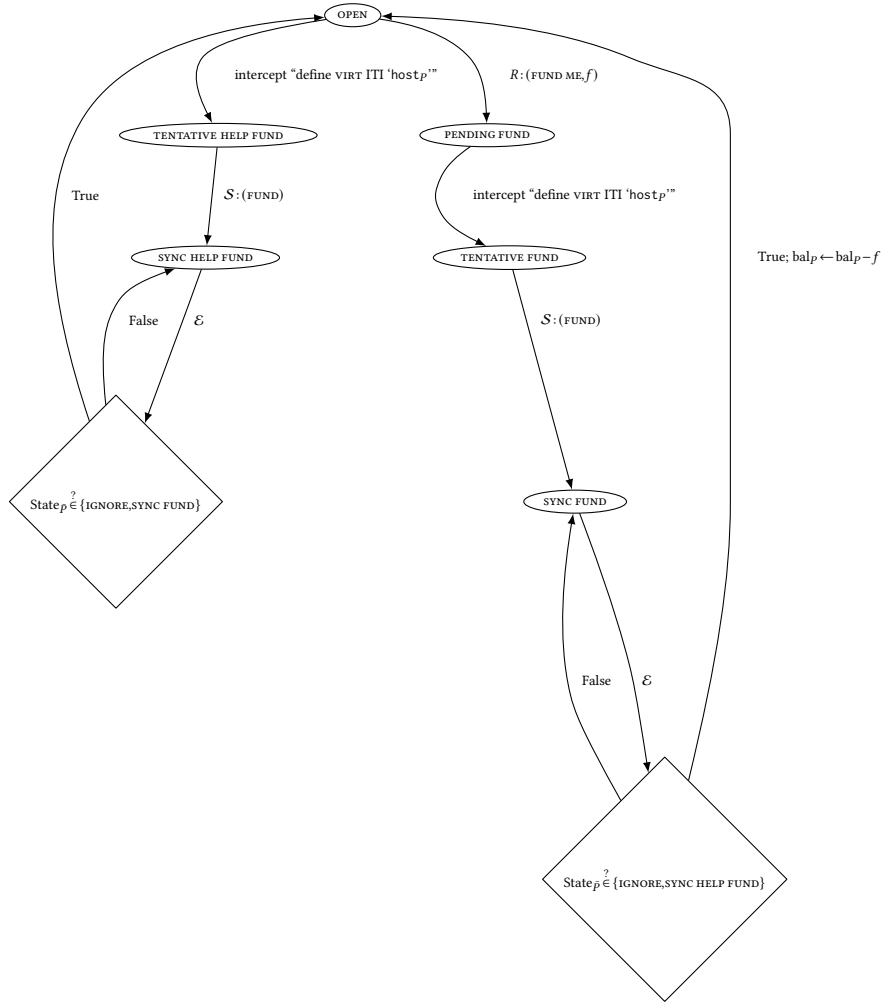 OPEN
intercept “define VIRT ITI ‘host_P’”
R: (FUND ME,f)
TENTATIVE HELP FUND
PENDING FUND
True
S: (FUND)
intercept “define VIRT ITI ‘host_P’”
SYNC HELP FUND
TENTATIVE FUND
True; bal_P ← bal_P − f
False
ℰ
S: (FUND)
State_P̄ ∈? {IGNORE,SYNC FUND}
SYNC FUND
False
ℰ
State_P̄ ∈? {IGNORE,SYNC HELP FUND}